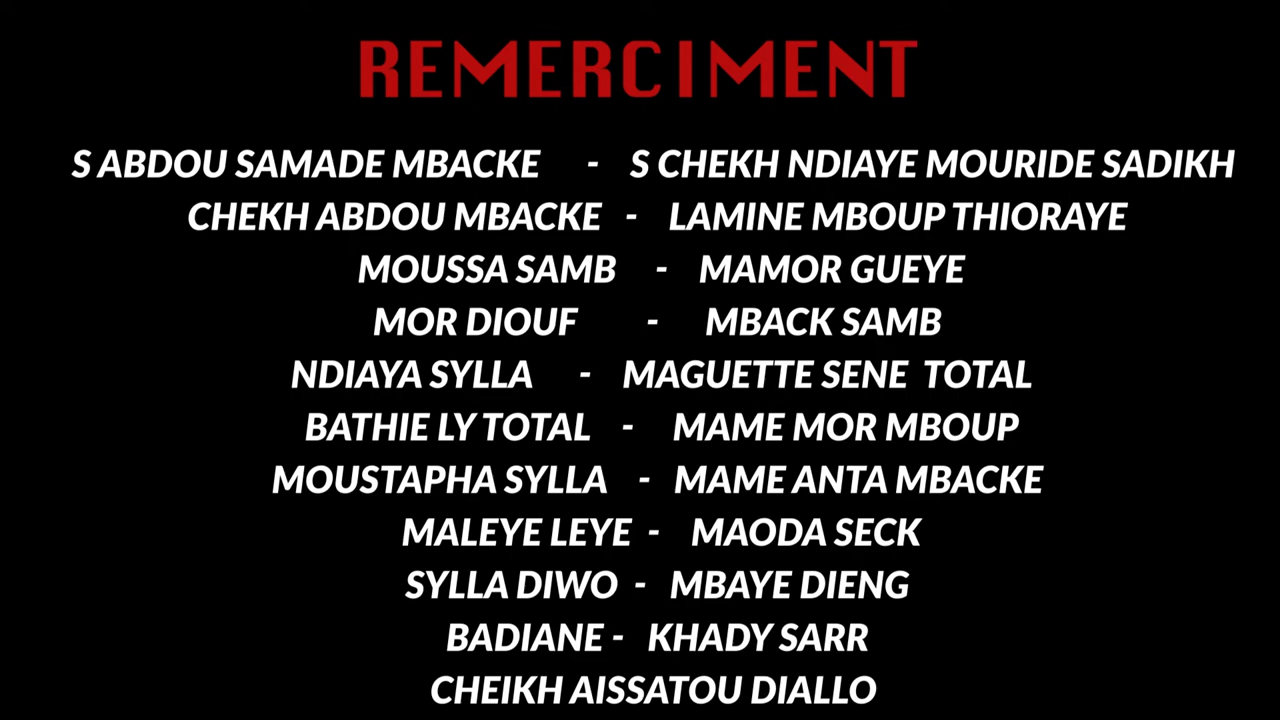 REMERCIMENT
S ABDOU SAMADE MBACKE - S CHEKH NDIAYE MOURIDE SADIKH
CHEKH ABDOU MBACKE - LAMINE MBOUP THIORAYE
MOUSSA SAMB - MAMOR GUEYE
MOR DIOUF - MBACK SAMB
NDIAYA SYLLA - MAGUETTE SENE TOTAL
BATHIE LY TOTAL - MAME MOR MBOUP
MOUSTAPHA SYLLA - MAME ANTA MBACKE
MALEYE LEYE - MAODA SECK
SYLLA DIWO - MBAYE DIENG
BADIANE - KHADY SARR
CHEIKH AISSATOU DIALLO